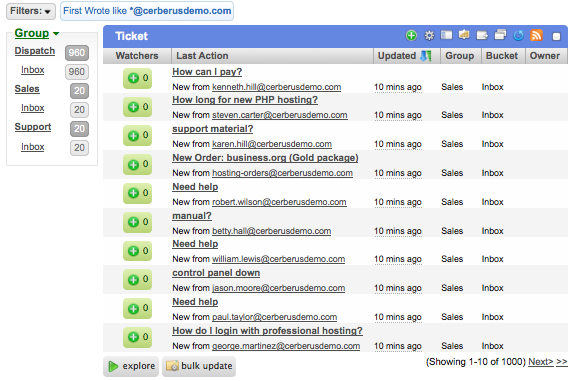 Filters: ▾ First Wrote like *@cerberusdemo.com
Group ▾
Dispatch 960
Inbox 960
Sales 20
Inbox 20
Support 20
Inbox 20
Ticket
Watchers Last Action Updated Group Bucket Owner
How can I pay?
0 New from kenneth.hill@cerberusdemo.com 10 mins ago Sales Inbox
How long for new PHP hosting?
0 New from steven.carter@cerberusdemo.com 10 mins ago Sales Inbox
support material?
0 New from karen.hill@cerberusdemo.com 10 mins ago Sales Inbox
New Order: business.org (Gold package)
0 New from hosting-orders@cerberusdemo.com 10 mins ago Sales Inbox
Need help
0 New from robert.wilson@cerberusdemo.com 10 mins ago Sales Inbox
manual?
0 New from betty.hall@cerberusdemo.com 10 mins ago Sales Inbox
Need help
0 New from william.lewis@cerberusdemo.com 10 mins ago Sales Inbox
control panel down
0 New from jason.moore@cerberusdemo.com 10 mins ago Sales Inbox
Need help
0 New from paul.taylor@cerberusdemo.com 10 mins ago Sales Inbox
How do I login with professional hosting?
0 New from george.martinez@cerberusdemo.com 10 mins ago Sales Inbox
explore bulk update (Showing 1-10 of 1000) Next> >>